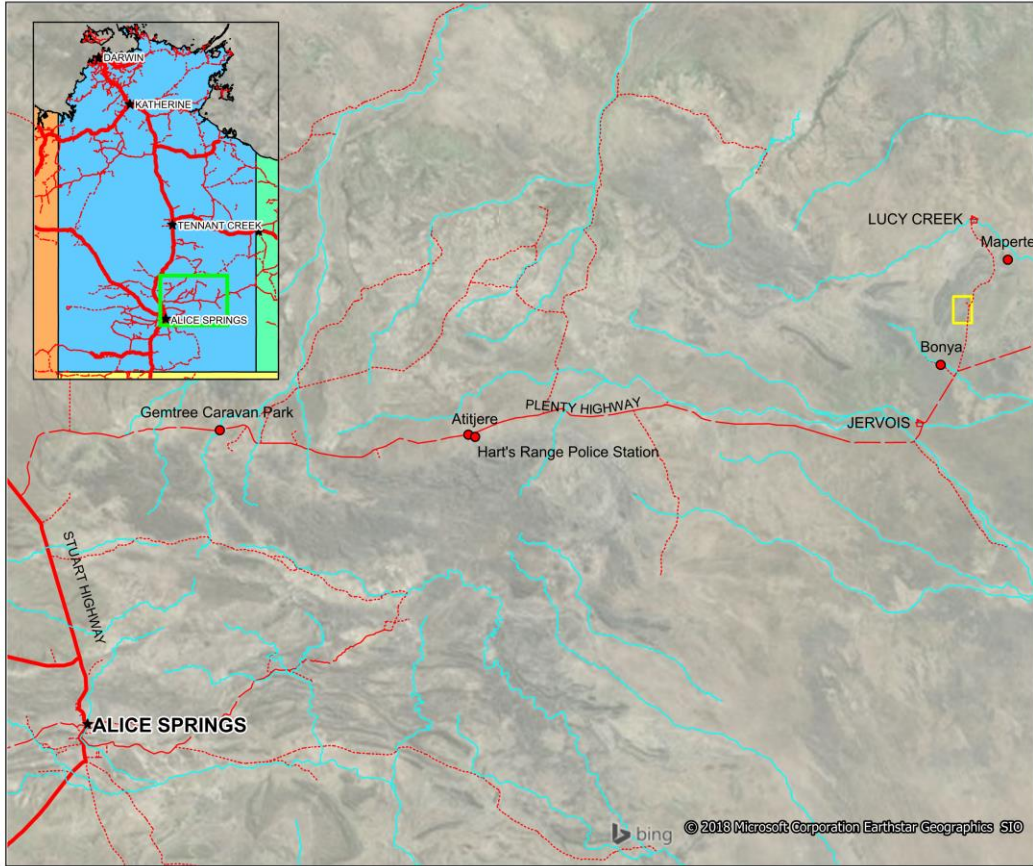 DARWIN
KATHERINE
TENNANT CREEK
ALICE SPRINGS
LUCY CREEK
Maperte
Bonya
Gemtree Caravan Park
Atitjere
PLENTY HIGHWAY
JERVOIS
Hart's Range Police Station
STUART HIGHWAY
ALICE SPRINGS
bing
© 2018 Microsoft Corporation Earthstar Geographics SIO